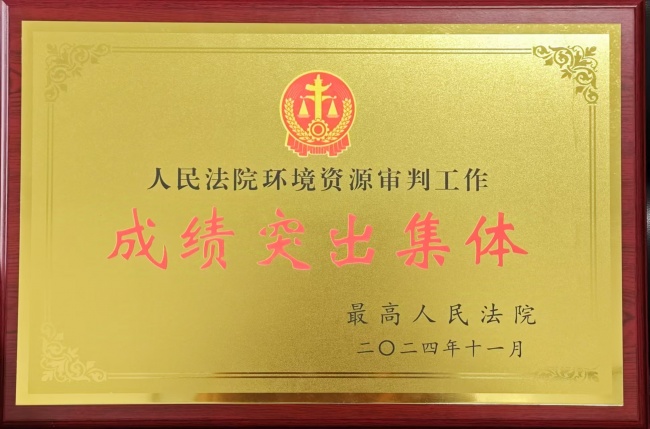 人民法院环境资源审判工作
成绩突出集体
最高人民法院
二〇二四年十一月